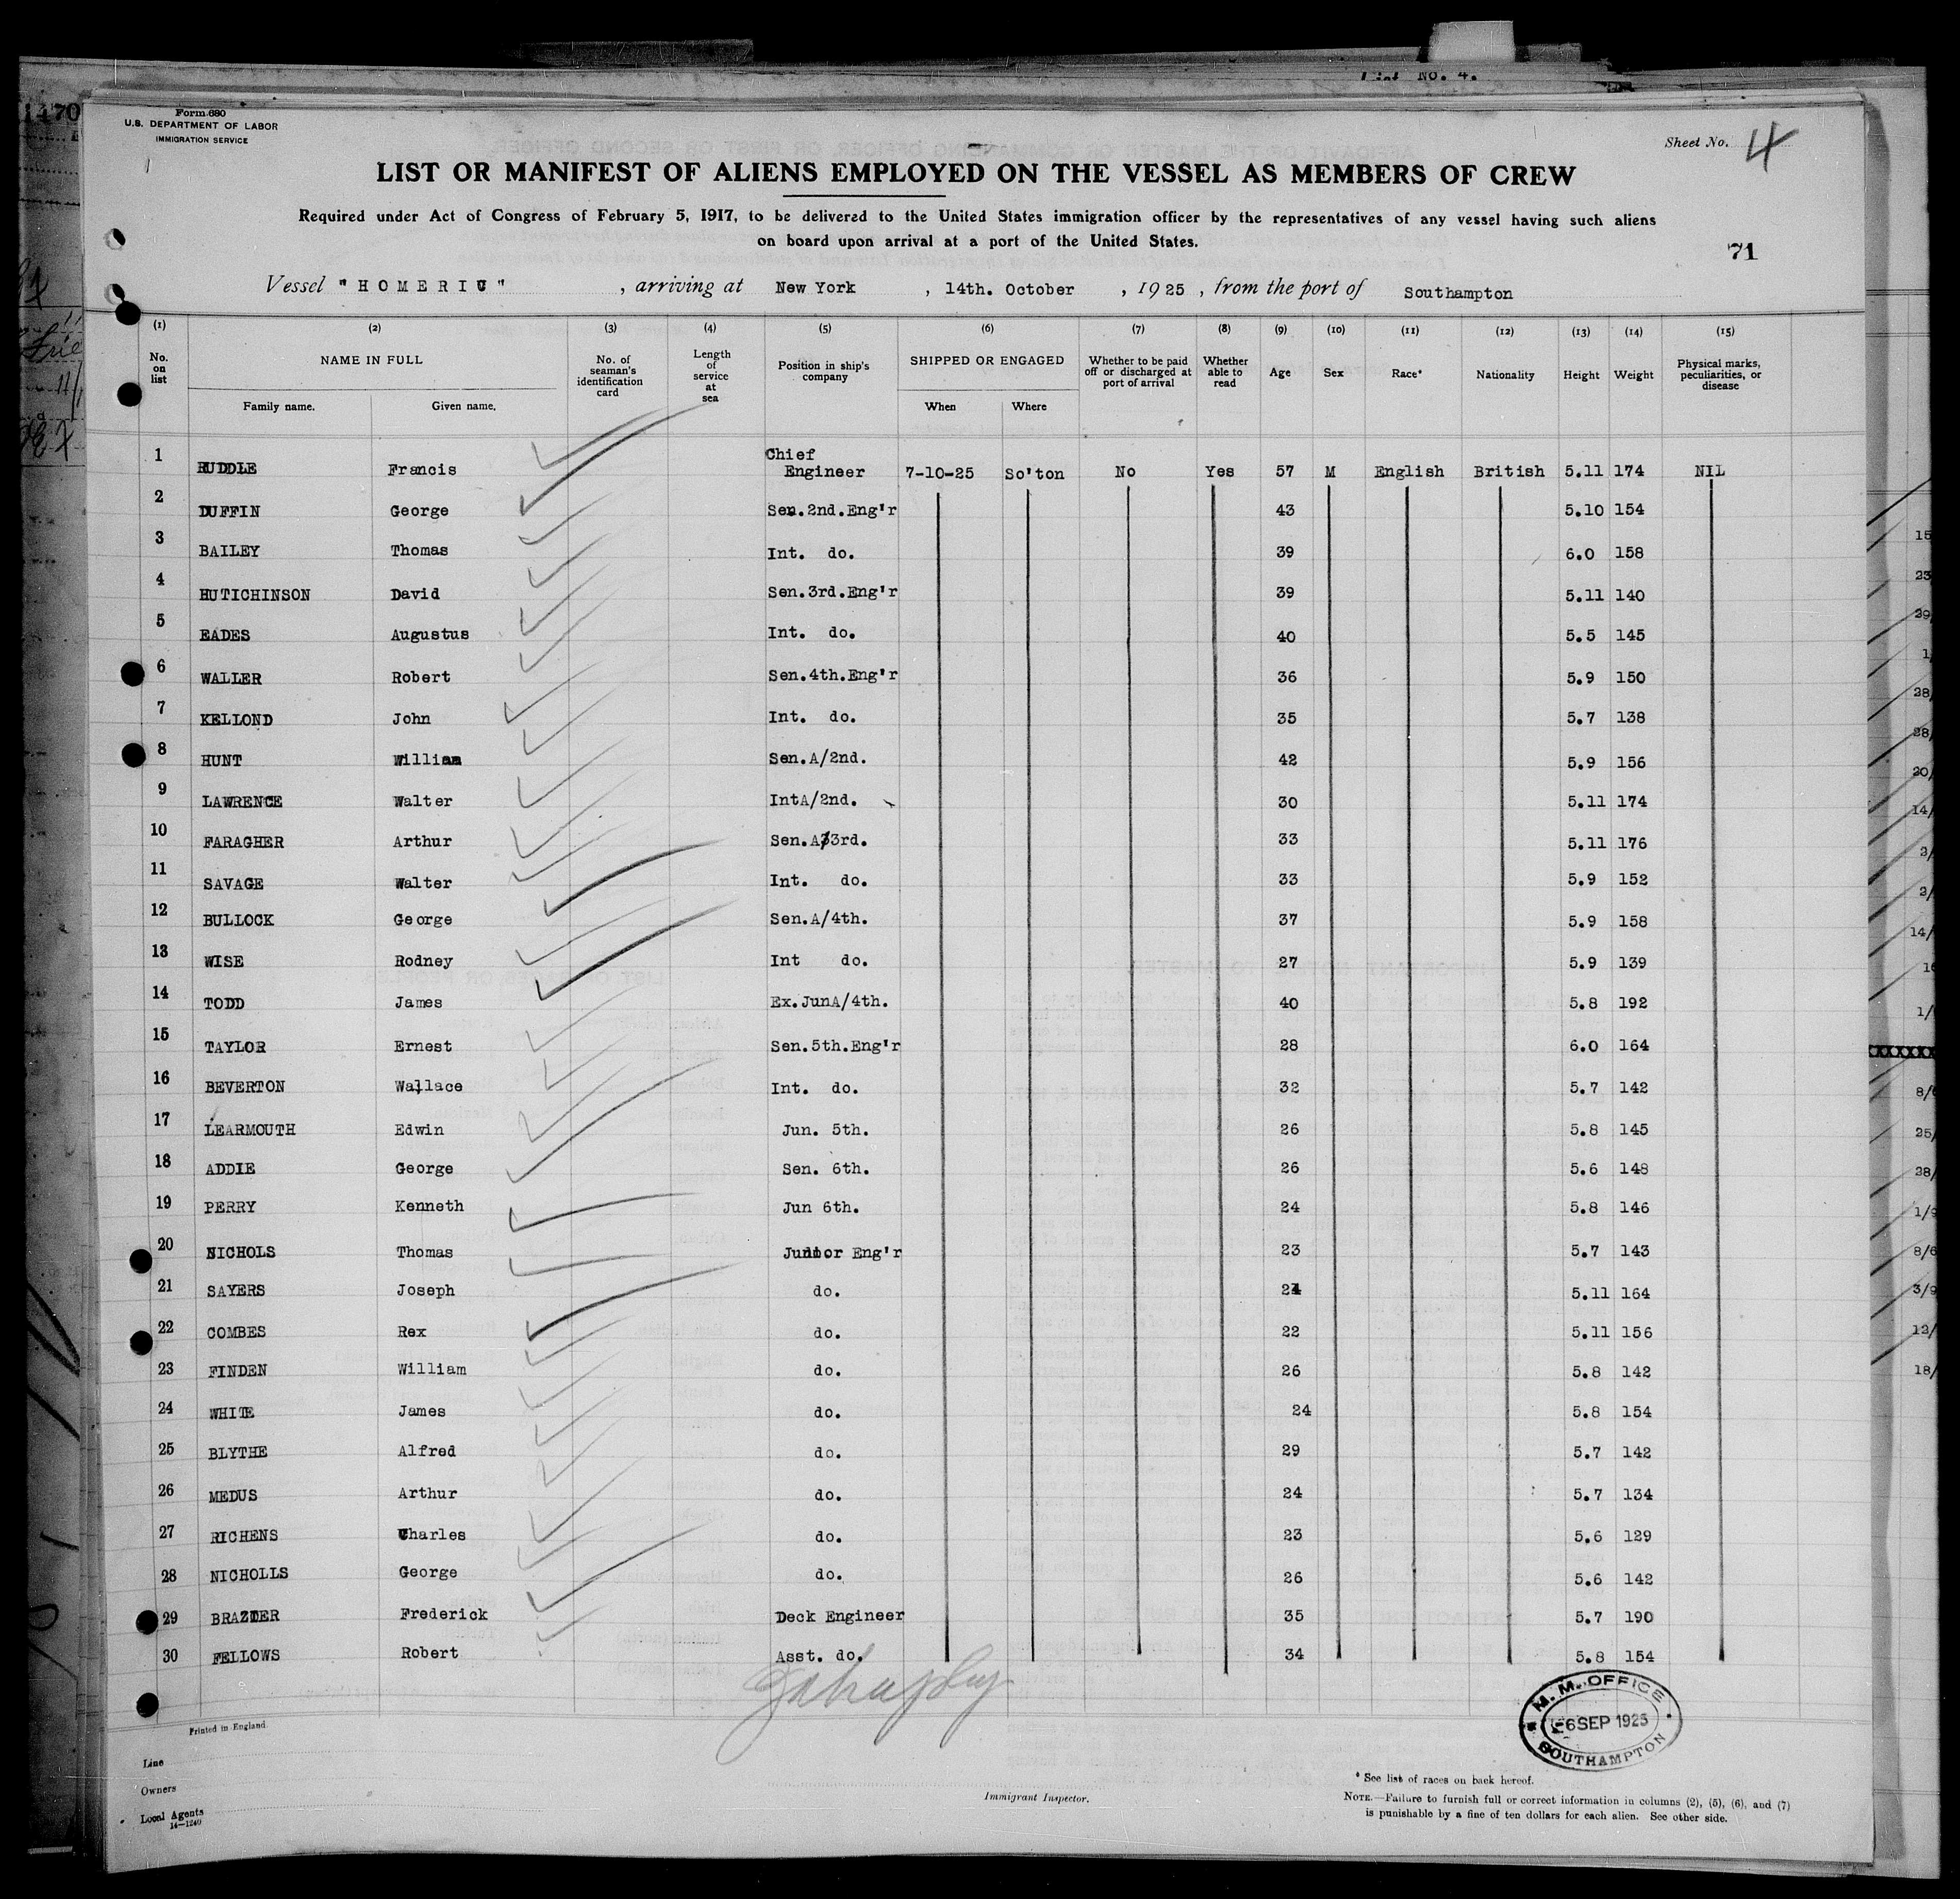 List No. 4.
1470
Form 680
U.S. DEPARTMENT OF LABOR
IMMIGRATION SERVICE
Sheet No. 4
LIST OR MANIFEST OF ALIENS EMPLOYED ON THE VESSEL AS MEMBERS OF CREW
Required under Act of Congress of February 5, 1917, to be delivered to the United States immigration officer by the representatives of any vessel having such aliens
on board upon arrival at a port of the United States.
71
Vessel "HOMERIC", arriving at New York, 14th. October, 1925, from the port of Southampton
(1) (2) (3) (4) (5) (6) (7) (8) (9) (10) (11) (12) (13) (14) (15)
No. on list NAME IN FULL No. of seaman's identification card Length of service at sea Position in ship's company SHIPPED OR ENGAGED Whether to be paid off or discharged at port of arrival Whether able to read Age Sex Race* Nationality Height Weight Physical marks, peculiarities, or disease
Family name. Given name. When Where
1 RUDDLE Francis Chief Engineer 7-10-25 So'ton No Yes 57 M English British 5.11 174 NIL
2 DUFFIN George Sen.2nd.Eng'r 43 5.10 154
3 BAILEY Thomas Int. do. 39 6.0 158
4 HUTICHINSON David Sen.3rd.Eng'r 39 5.11 140
5 EADES Augustus Int. do. 40 5.5 145
6 WALLER Robert Sen.4th.Eng'r 36 5.9 150
7 KELLOND John Int. do. 35 5.7 138
8 HUNT William Sen.A/2nd. 42 5.9 156
9 LAWRENCE Walter IntA/2nd. 30 5.11 174
10 FARAGHER Arthur Sen.A/3rd. 33 5.11 176
11 SAVAGE Walter Int. do. 33 5.9 152
12 BULLOCK George Sen.A/4th. 37 5.9 158
13 WISE Rodney Int do. 27 5.9 139
14 TODD James Ex.JunA/4th. 40 5.8 192
15 TAYLOR Ernest Sen.5th.Eng'r 28 6.0 164
16 BEVERTON Wallace Int. do. 32 5.7 142
17 LEARMOUTH Edwin Jun. 5th. 26 5.8 145
18 ADDIE George Sen. 6th. 26 5.6 148
19 PERRY Kenneth Jun 6th. 24 5.8 146
20 NICHOLS Thomas Junior Eng'r 23 5.7 143
21 SAYERS Joseph do. 24 5.11 164
22 COMBES Rex do. 22 5.11 156
23 FINDEN William do. 26 5.8 142
24 WHITE James do. 24 5.8 154
25 BLYTHE Alfred do. 29 5.7 142
26 MEDUS Arthur do. 24 5.7 134
27 RICHENS Charles do. 23 5.6 129
28 NICHOLLS George do. 26 5.6 142
29 BRAZIER Frederick Deck Engineer 35 5.7 190
30 FELLOWS Robert Asst. do. 34 5.8 154
M.M. OFFICE
SEP 1925
SOUTHAMPTON
Printed in England
Line
Owners
Local Agents
14—1240
Immigrant Inspector.
* See list of races on back hereof.
NOTE.—Failure to furnish full or correct information in columns (2), (5), (6), and (7)
is punishable by a fine of ten dollars for each alien. See other side.